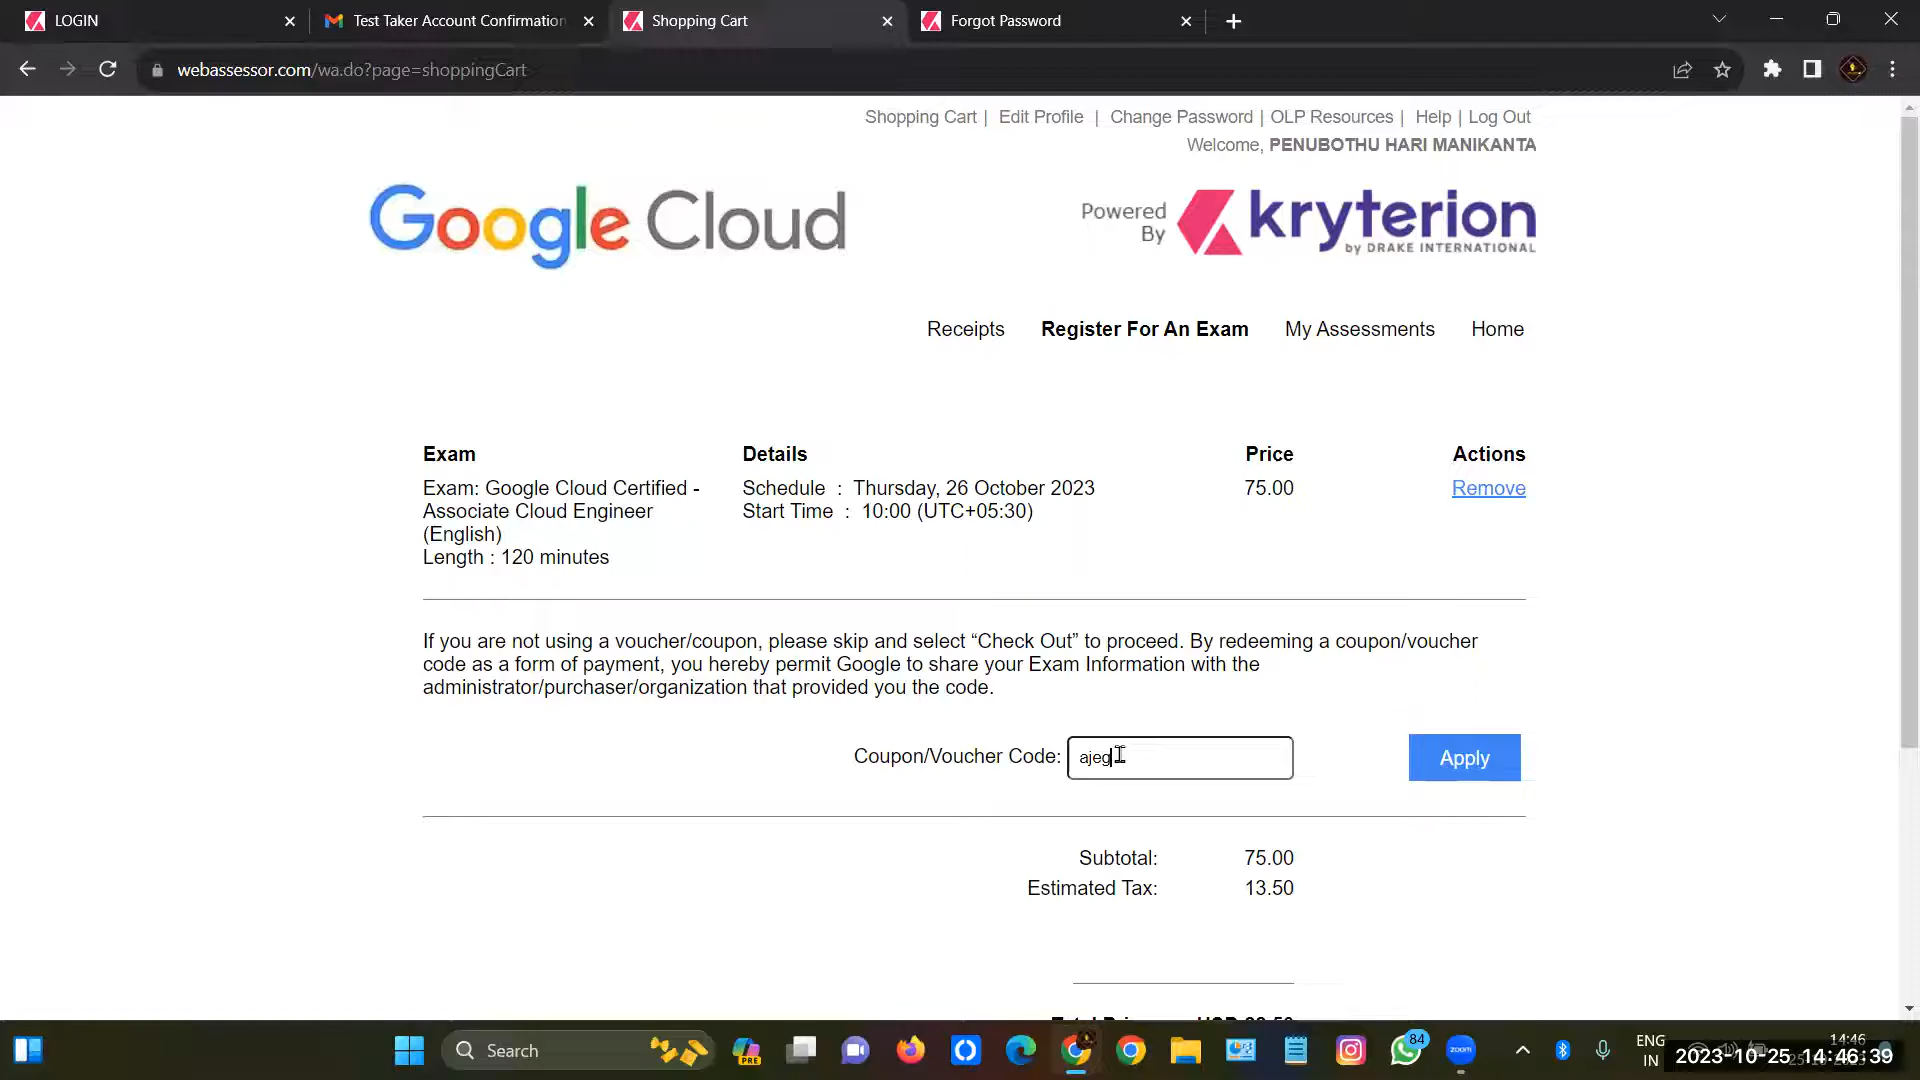 LOGIN
Test Taker Account Confirmation
Shopping Cart
Forgot Password
webassessor.com/wa.do?page=shoppingCart
Shopping Cart | Edit Profile | Change Password | OLP Resources | Help | Log Out
Welcome, PENUBOTHU HARI MANIKANTA
Google Cloud
Powered By
kryterion
by DRAKE INTERNATIONAL
Receipts Register For An Exam My Assessments Home
Exam Details Price Actions
Exam: Google Cloud Certified - Schedule : Thursday, 26 October 2023 75.00 Remove
Associate Cloud Engineer Start Time : 10:00 (UTC+05:30)
(English)
Length : 120 minutes
If you are not using a voucher/coupon, please skip and select “Check Out” to proceed. By redeeming a coupon/voucher
code as a form of payment, you hereby permit Google to share your Exam Information with the
administrator/purchaser/organization that provided you the code.
Coupon/Voucher Code: ajeg Apply
Subtotal: 75.00
Estimated Tax: 13.50
Search
PRE
84
zoom
ENG
IN
14:46
2023-10-25 14:46:39